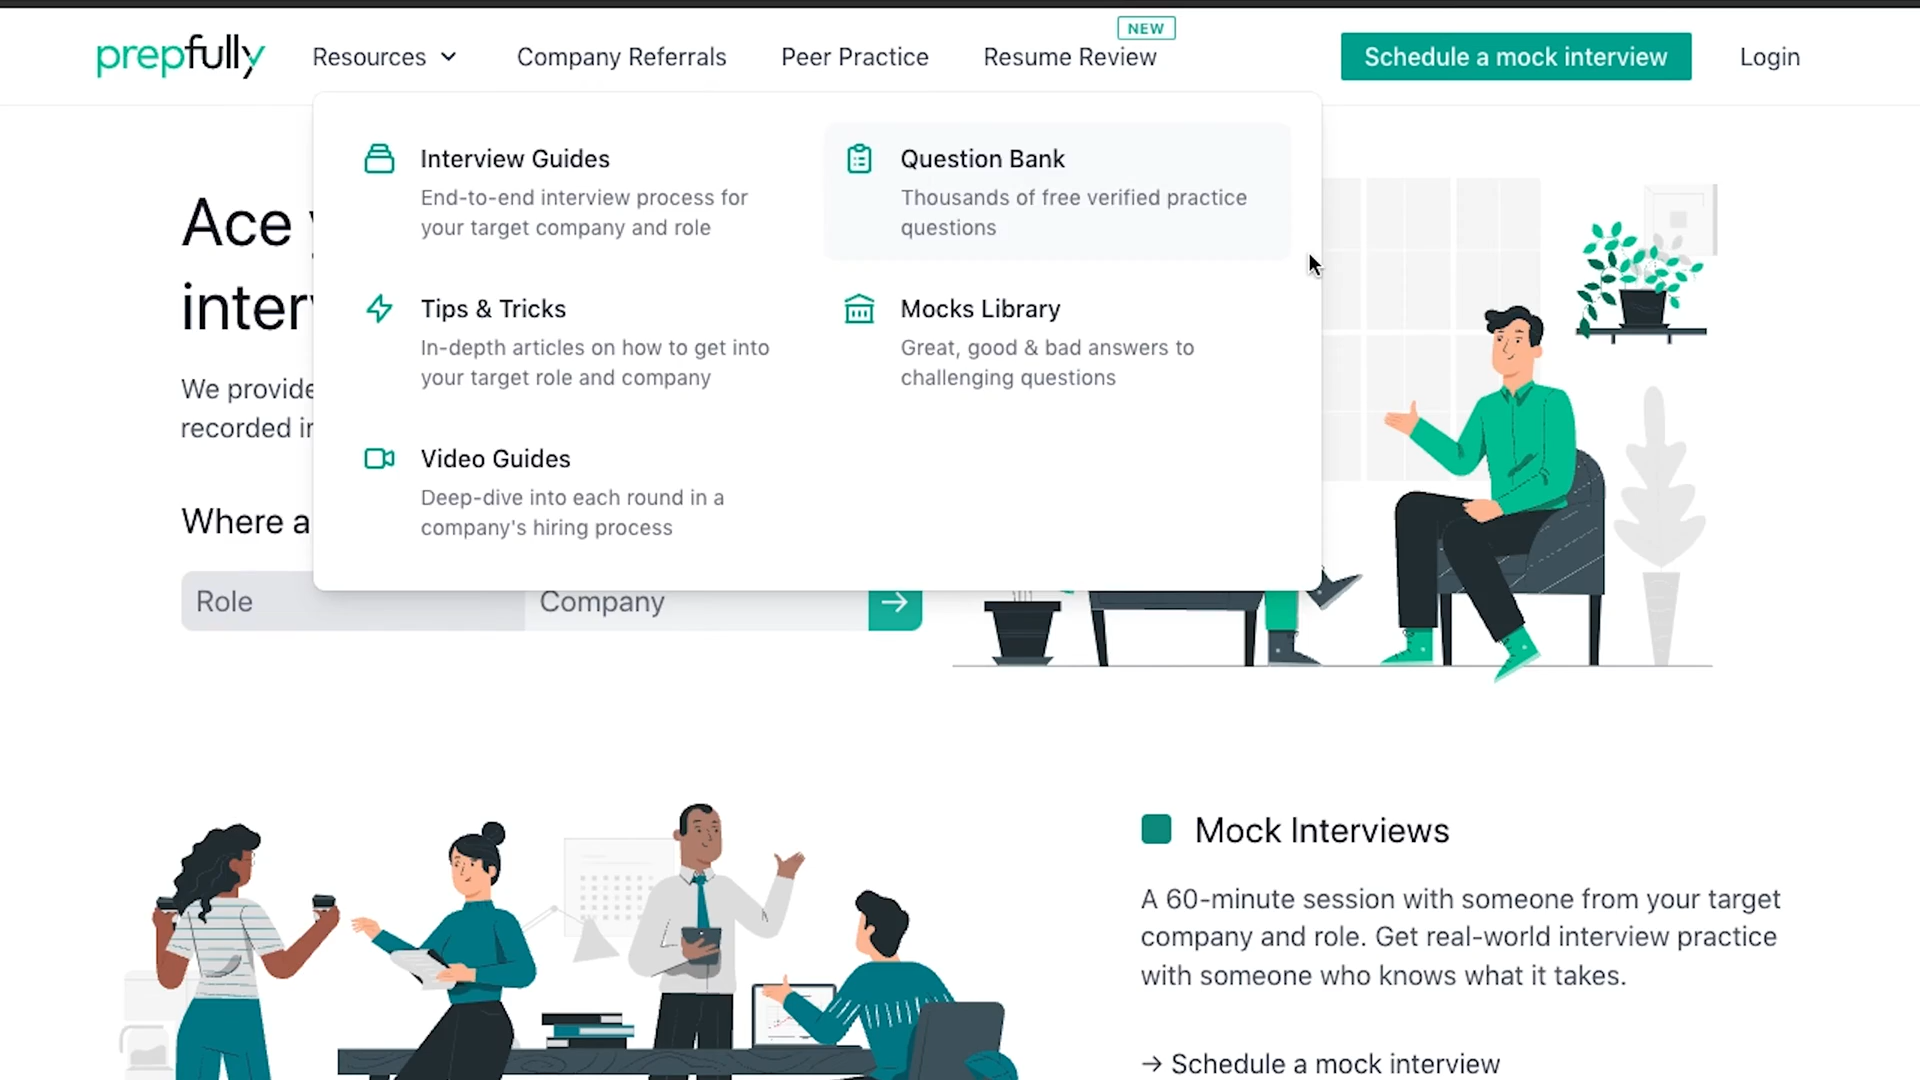 prepfully
Resources
Company Referrals
Peer Practice
Resume Review
NEW
Schedule a mock interview
Login
Interview Guides
End-to-end interview process for
your target company and role
Question Bank
Thousands of free verified practice
questions
Tips & Tricks
In-depth articles on how to get into
your target role and company
Mocks Library
Great, good & bad answers to
challenging questions
Video Guides
Deep-dive into each round in a
company's hiring process
Ace
We provide
recorded
Where
Role
Company
Mock Interviews
A 60-minute session with someone from your target
company and role. Get real-world interview practice
with someone who knows what it takes.
→ Schedule a mock interview